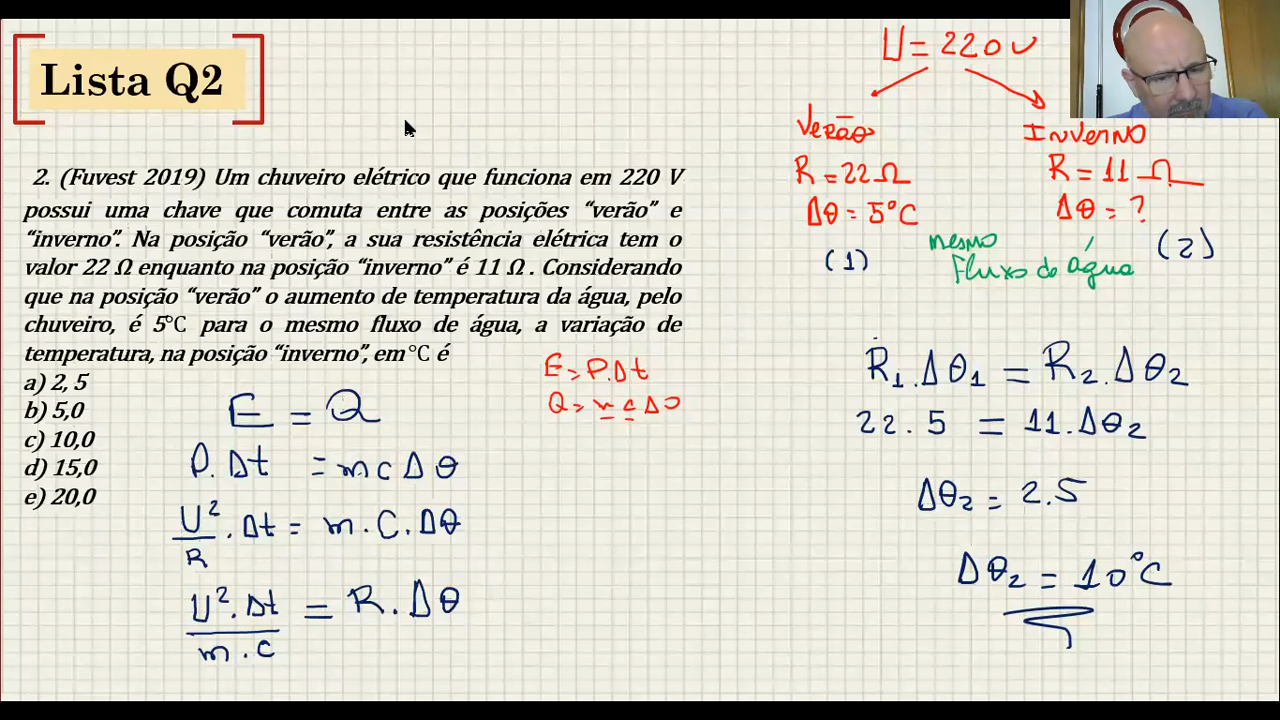 Lista Q2
2. (Fuvest 2019) Um chuveiro elétrico que funciona em 220 V
possui uma chave que comuta entre as posições “verão” e
“inverno”. Na posição “verão”, a sua resistência elétrica tem o
valor 22 Ω enquanto na posição “inverno” é 11 Ω . Considerando
que na posição “verão” o aumento de temperatura da água, pelo
chuveiro, é 5°C para o mesmo fluxo de água, a variação de
temperatura, na posição “inverno”, em °C é
a) 2, 5
b) 5,0
c) 10,0
d) 15,0
e) 20,0
E = P.Δt
Q = m c Δθ
E = Q
P. Δt = m c Δ θ
U²/R . Δt = m . C . Δθ
U². Δt / m . c = R . Δ θ
U = 220 V
Verão
R = 22 Ω
Δθ = 5°C
(1)
INVERNO
R = 11 Ω
Δθ = ?
(2)
mesmo
Fluxo de água
R₁ . Δθ₁ = R₂ . Δθ₂
22 . 5 = 11 . Δθ₂
Δθ₂ = 2.5
Δθ₂ = 10°C